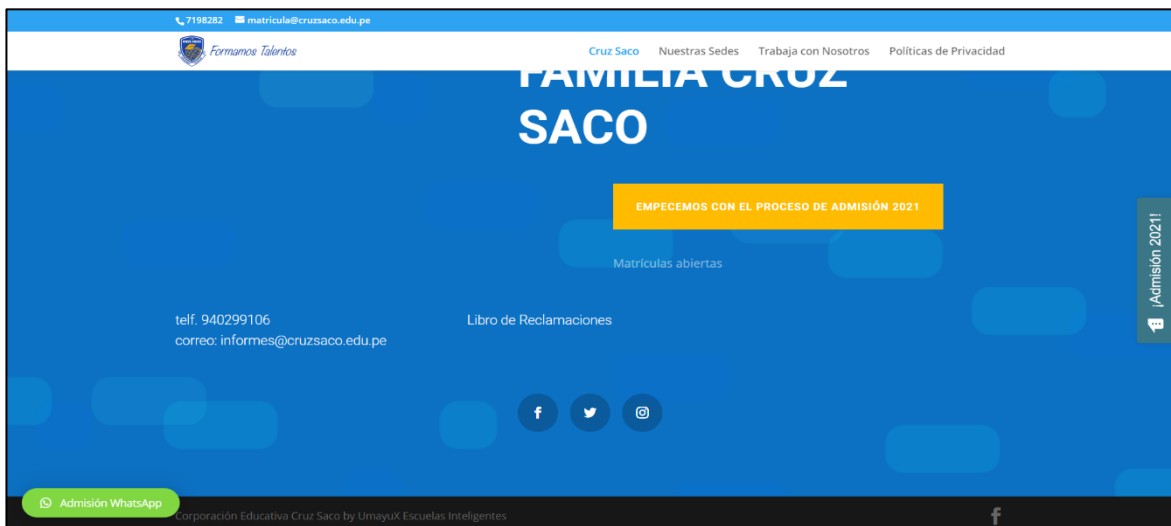 7198282 matricula@cruzsaco.edu.pe
Formamos Talentos
Cruz Saco Nuestras Sedes Trabaja con Nosotros Políticas de Privacidad
FAMILIA CRUZ
SACO
EMPECEMOS CON EL PROCESO DE ADMISIÓN 2021
Matrículas abiertas
¡Admisión 2021!
telf. 940299106 Libro de Reclamaciones
correo: informes@cruzsaco.edu.pe
Admisión WhatsApp
Corporación Educativa Cruz Saco by UmayuX Escuelas Inteligentes